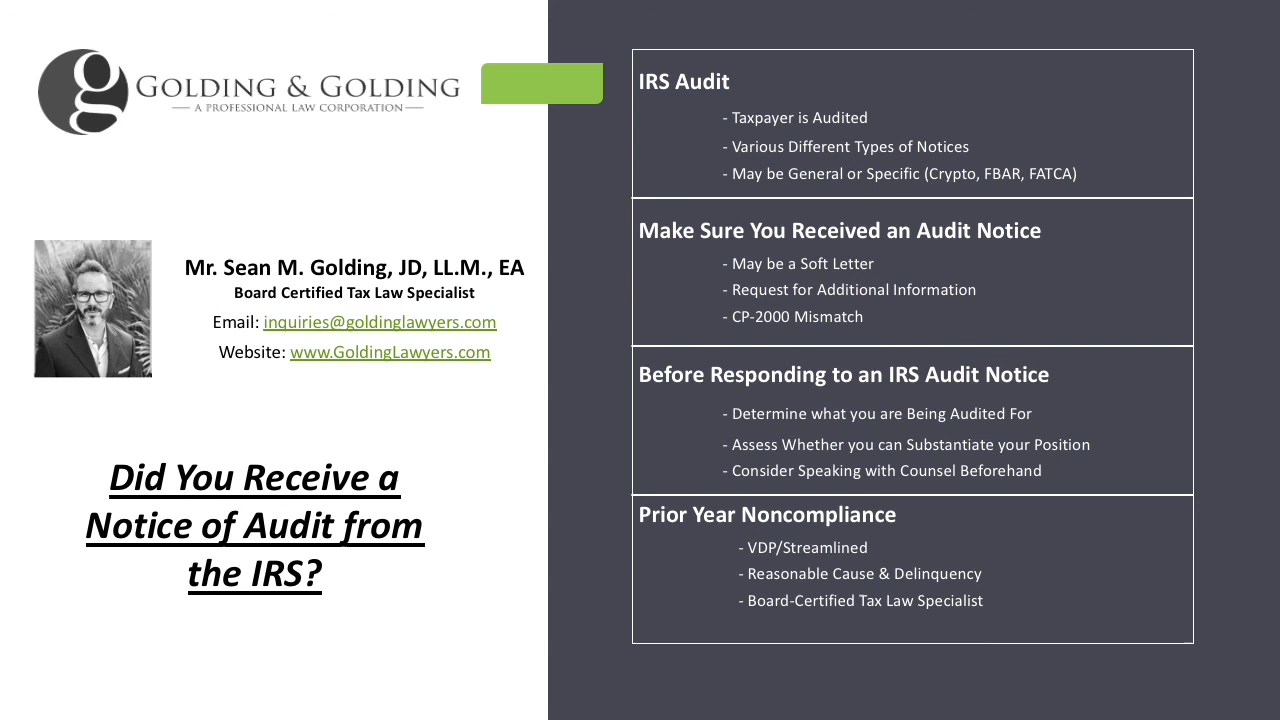 GOLDING & GOLDING
A PROFESSIONAL LAW CORPORATION
Mr. Sean M. Golding, JD, LL.M., EA
Board Certified Tax Law Specialist
Email: inquiries@goldinglawyers.com
Website: www.GoldingLawyers.com
Did You Receive a
Notice of Audit from
the IRS?
IRS Audit
- Taxpayer is Audited
- Various Different Types of Notices
- May be General or Specific (Crypto, FBAR, FATCA)
Make Sure You Received an Audit Notice
- May be a Soft Letter
- Request for Additional Information
- CP-2000 Mismatch
Before Responding to an IRS Audit Notice
- Determine what you are Being Audited For
- Assess Whether you can Substantiate your Position
- Consider Speaking with Counsel Beforehand
Prior Year Noncompliance
- VDP/Streamlined
- Reasonable Cause & Delinquency
- Board-Certified Tax Law Specialist